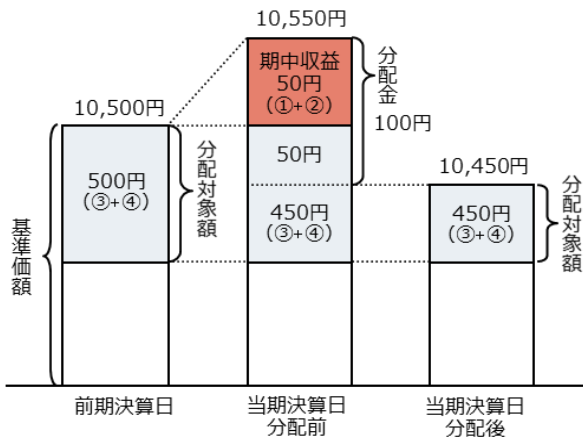 10,550円
期中収益
50円
(①+②)
分配金
100円
10,500円
500円
(③+④)
分配対象額
50円
450円
(③+④)
10,450円
450円
(③+④)
分配対象額
基準価額
前期決算日
当期決算日
分配前
当期決算日
分配後